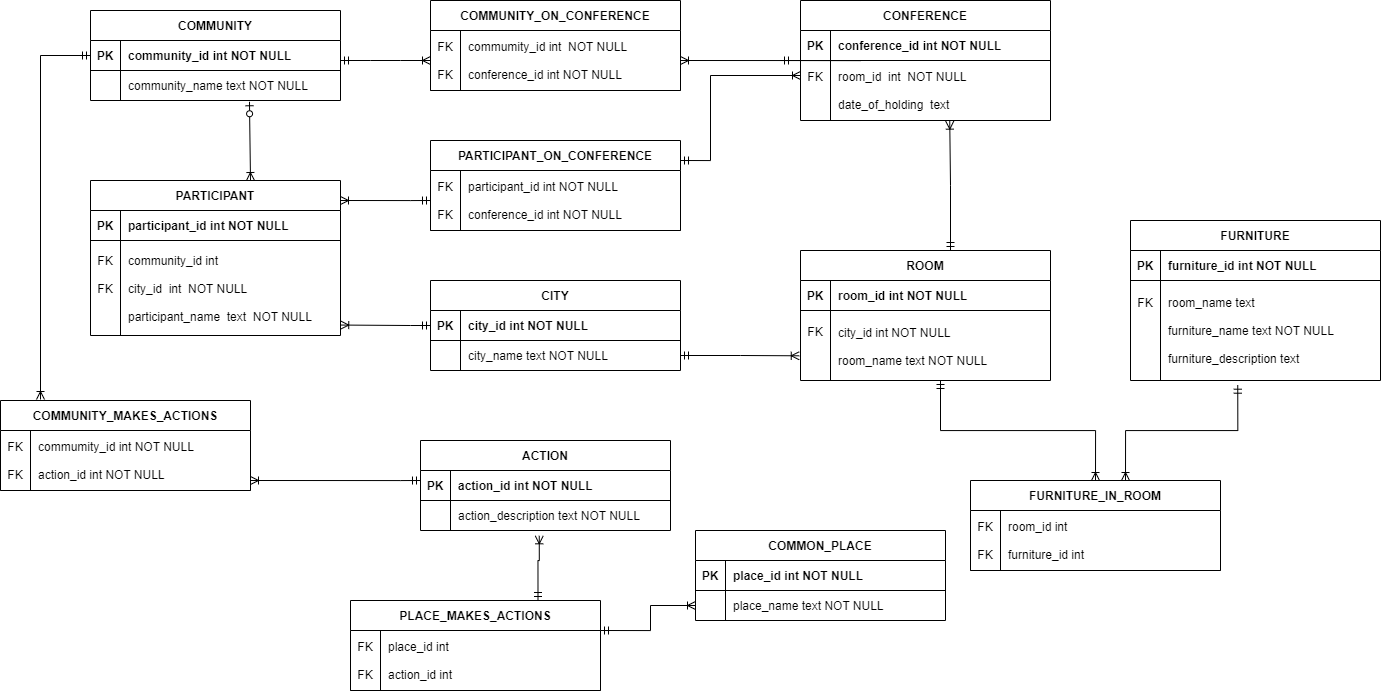 COMMUNITY
PK community_id int NOT NULL
community_name text NOT NULL
COMMUNITY_ON_CONFERENCE
FK commumity_id int  NOT NULL
FK conference_id int NOT NULL
CONFERENCE
PK conference_id int NOT NULL
FK room_id  int  NOT NULL
date_of_holding  text
PARTICIPANT
PK participant_id int NOT NULL
FK community_id int
FK city_id  int  NOT NULL
participant_name  text  NOT NULL
PARTICIPANT_ON_CONFERENCE
FK participant_id int NOT NULL
FK conference_id int NOT NULL
CITY
PK city_id int NOT NULL
city_name text NOT NULL
ROOM
PK room_id int NOT NULL
FK city_id int NOT NULL
room_name text NOT NULL
FURNITURE
PK furniture_id int NOT NULL
FK room_name text
furniture_name text NOT NULL
furniture_description text
COMMUNITY_MAKES_ACTIONS
FK commumity_id int NOT NULL
FK action_id int NOT NULL
ACTION
PK action_id int NOT NULL
action_description text NOT NULL
FURNITURE_IN_ROOM
FK room_id int
FK furniture_id int
COMMON_PLACE
PK place_id int NOT NULL
place_name text NOT NULL
PLACE_MAKES_ACTIONS
FK place_id int
FK action_id int